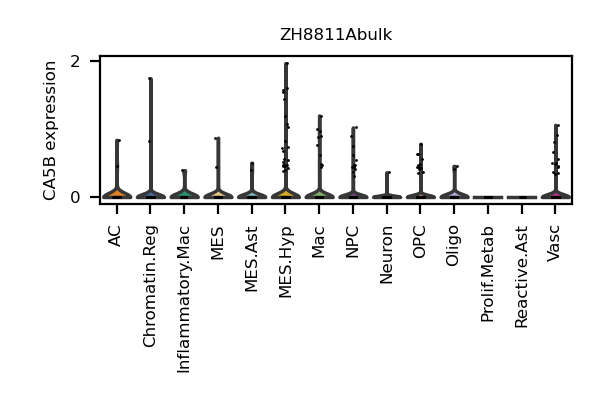 ZH8811Abulk
CA5B expression
2
0
AC
Chromatin.Reg
Inflammatory.Mac
MES
MES.Ast
MES.Hyp
Mac
NPC
Neuron
OPC
Oligo
Prolif.Metab
Reactive.Ast
Vasc